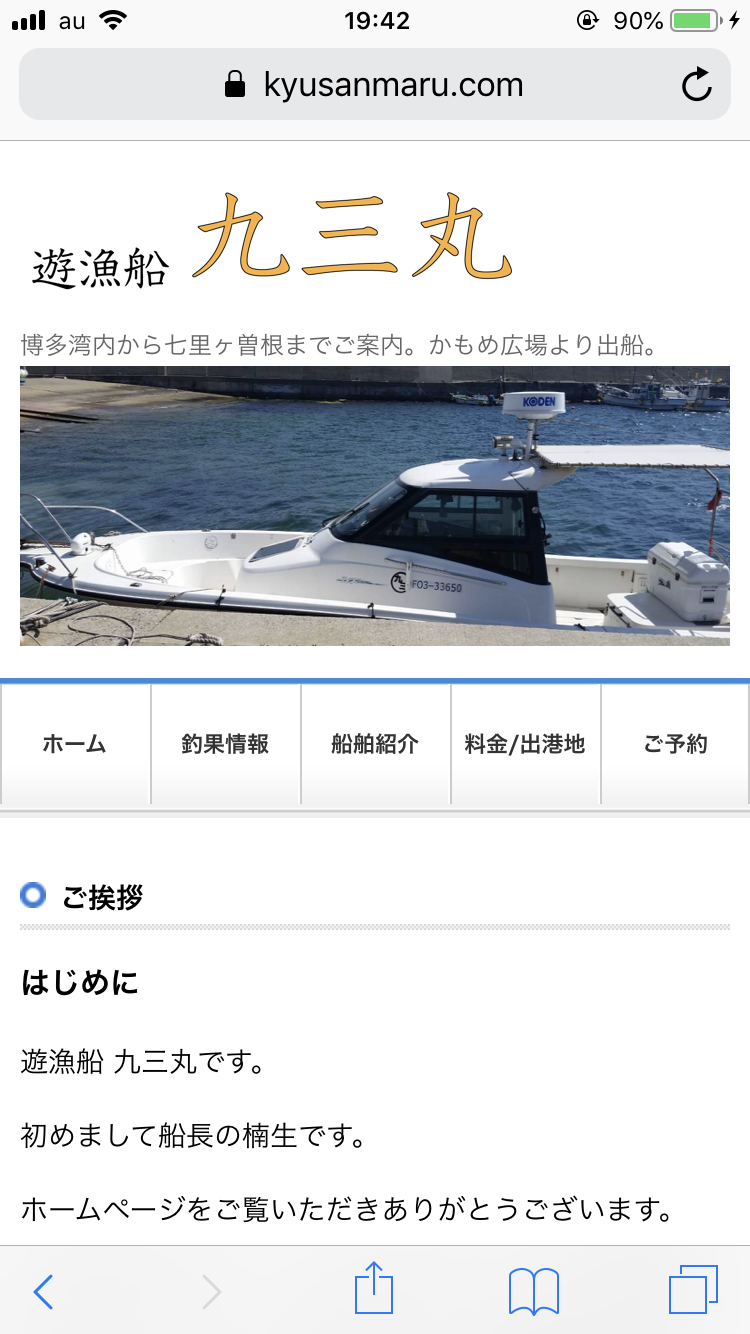 au 19:42 90%
kyusanmaru.com
遊漁船 九三丸
博多湾内から七里ヶ曽根までご案内。かもめ広場より出船。
KODEN
九三 FO3-33650
ホーム 釣果情報 船舶紹介 料金/出港地 ご予約
ご挨拶
はじめに
遊漁船 九三丸です。
初めまして船長の楠生です。
ホームページをご覧いただきありがとうございます。